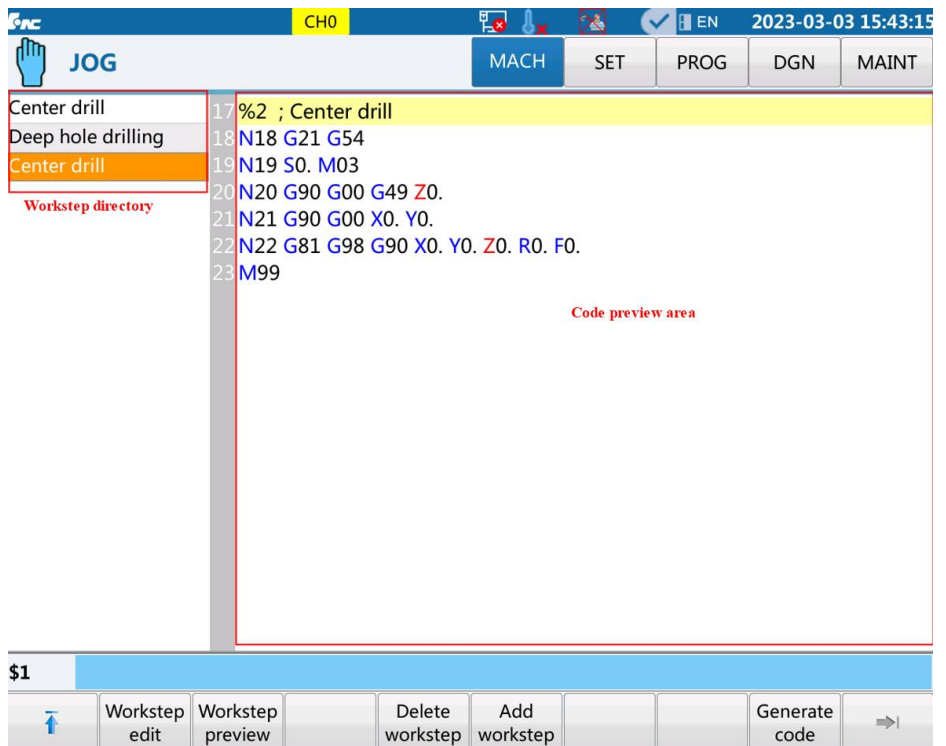 CH0 EN 2023-03-03 15:43:15
JOG MACH SET PROG DGN MAINT
Center drill
Deep hole drilling
Center drill
Workstep directory
17 %2 ; Center drill
18 N18 G21 G54
19 N19 S0. M03
20 N20 G90 G00 G49 Z0.
21 N21 G90 G00 X0. Y0.
22 N22 G81 G98 G90 X0. Y0. Z0. R0. F0.
23 M99
Code preview area
$1
Workstep edit
Workstep preview
Delete workstep
Add workstep
Generate code